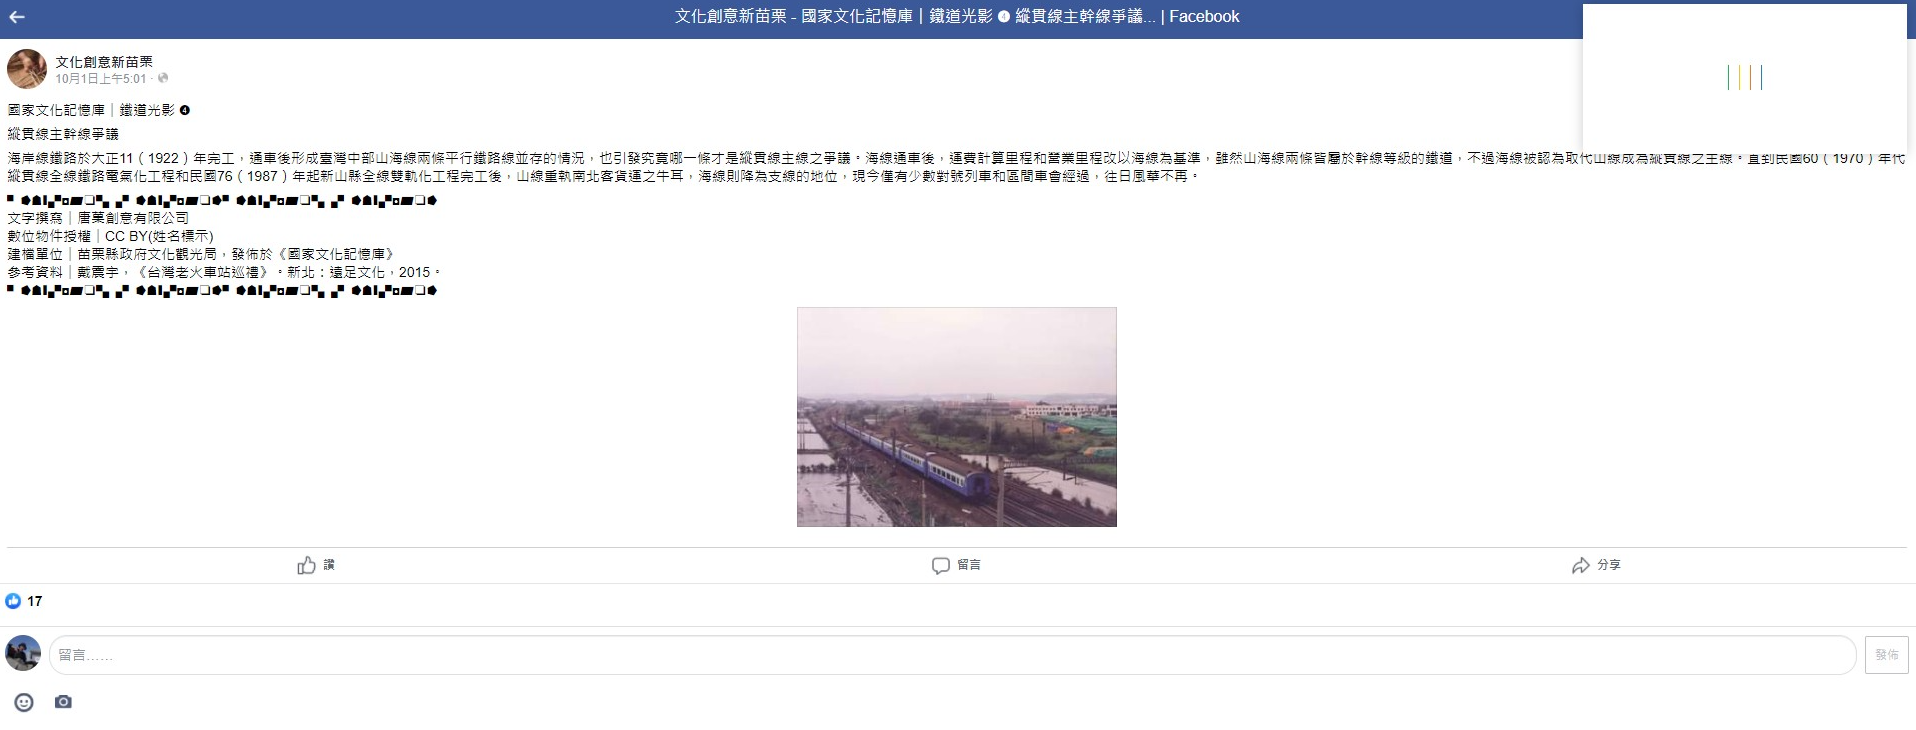 文化創意新苗栗 - 國家文化記憶庫｜鐵道光影 ❹ 縱貫線主幹線爭議... | Facebook
文化創意新苗栗
10月1日上午5:01 ·
國家文化記憶庫｜鐵道光影 ❹
縱貫線主幹線爭議
海岸線鐵路於大正11（1922）年完工，通車後形成臺灣中部山海線兩條平行鐵路線並存的情況，也引發究竟哪一條才是縱貫線主線之爭議。海線通車後，運費計算里程和營業里程改以海線為基準，雖然山海線兩條皆屬於幹線等級的鐵道，不過海線被認為取代山線成為縱貫線之主線。直到民國60（1970）年代
縱貫線全線鐵路電氣化工程和民國76（1987）年起新山縣全線雙軌化工程完工後，山線重執南北客貨運之牛耳，海線則降為支線的地位，現今僅有少數對號列車和區間車會經過，往日風華不再。
文字撰寫｜唐菓創意有限公司
數位物件授權｜CC BY(姓名標示)
建檔單位｜苗栗縣政府文化觀光局，發佈於《國家文化記憶庫》
參考資料｜戴震宇，《台灣老火車站巡禮》。新北：遠足文化，2015。
讚 留言 分享
17
留言…… 發佈